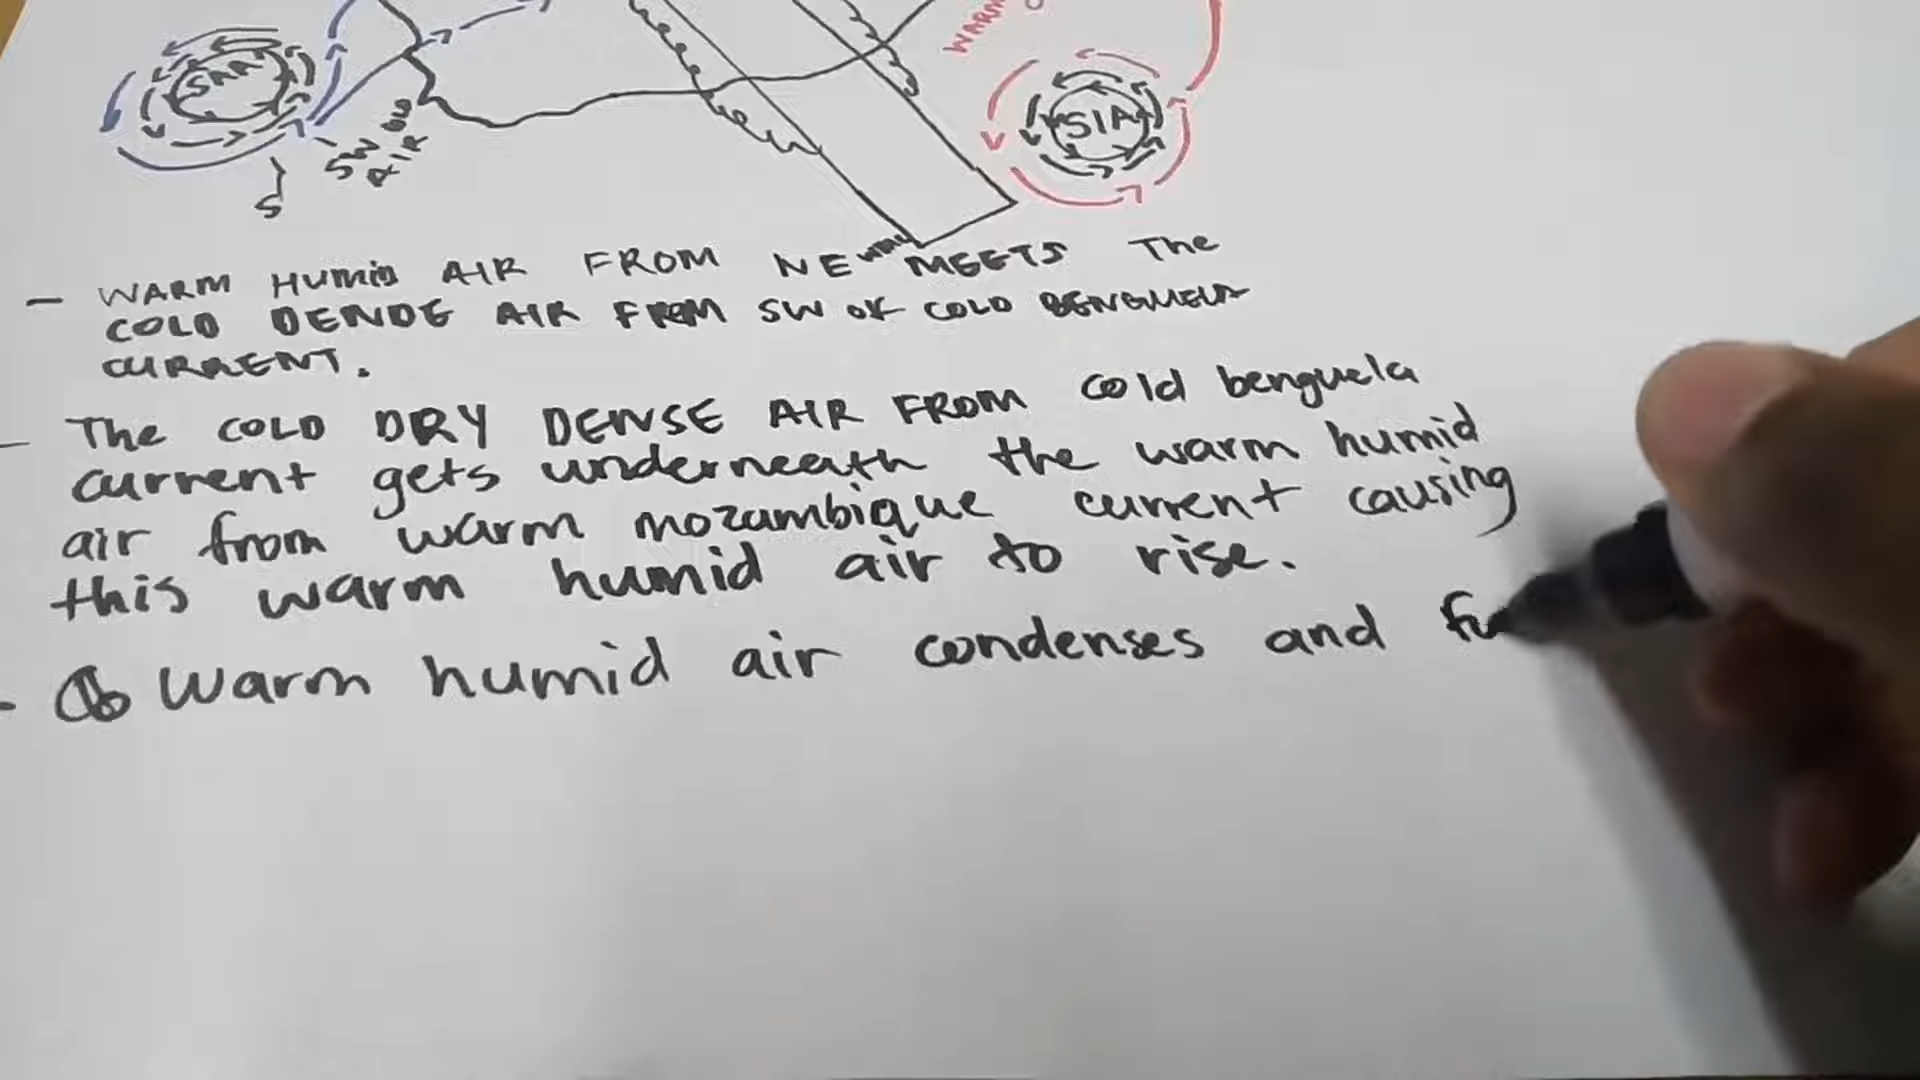 WARM
SAA
SIA
SW
AIR
S
- WARM HUMID AIR FROM NE MEETS THE
COLD DENDE AIR FROM SW OF COLD BENGUELA
CURRENT.
- The COLD DRY DENSE AIR FROM cold benguela
current gets underneath the warm humid
air from warm mozambique current causing
this warm humid air to rise.
- Warm humid air condenses and